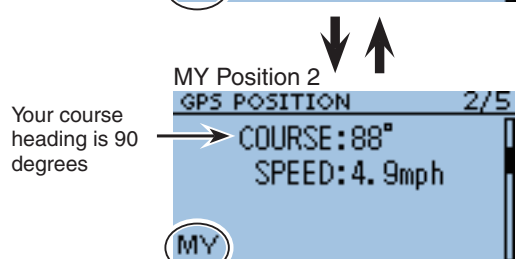 MY Position 2
GPS POSITION 2/5
Your course
heading is 90
degrees
COURSE:88°
SPEED:4.9mph
MY